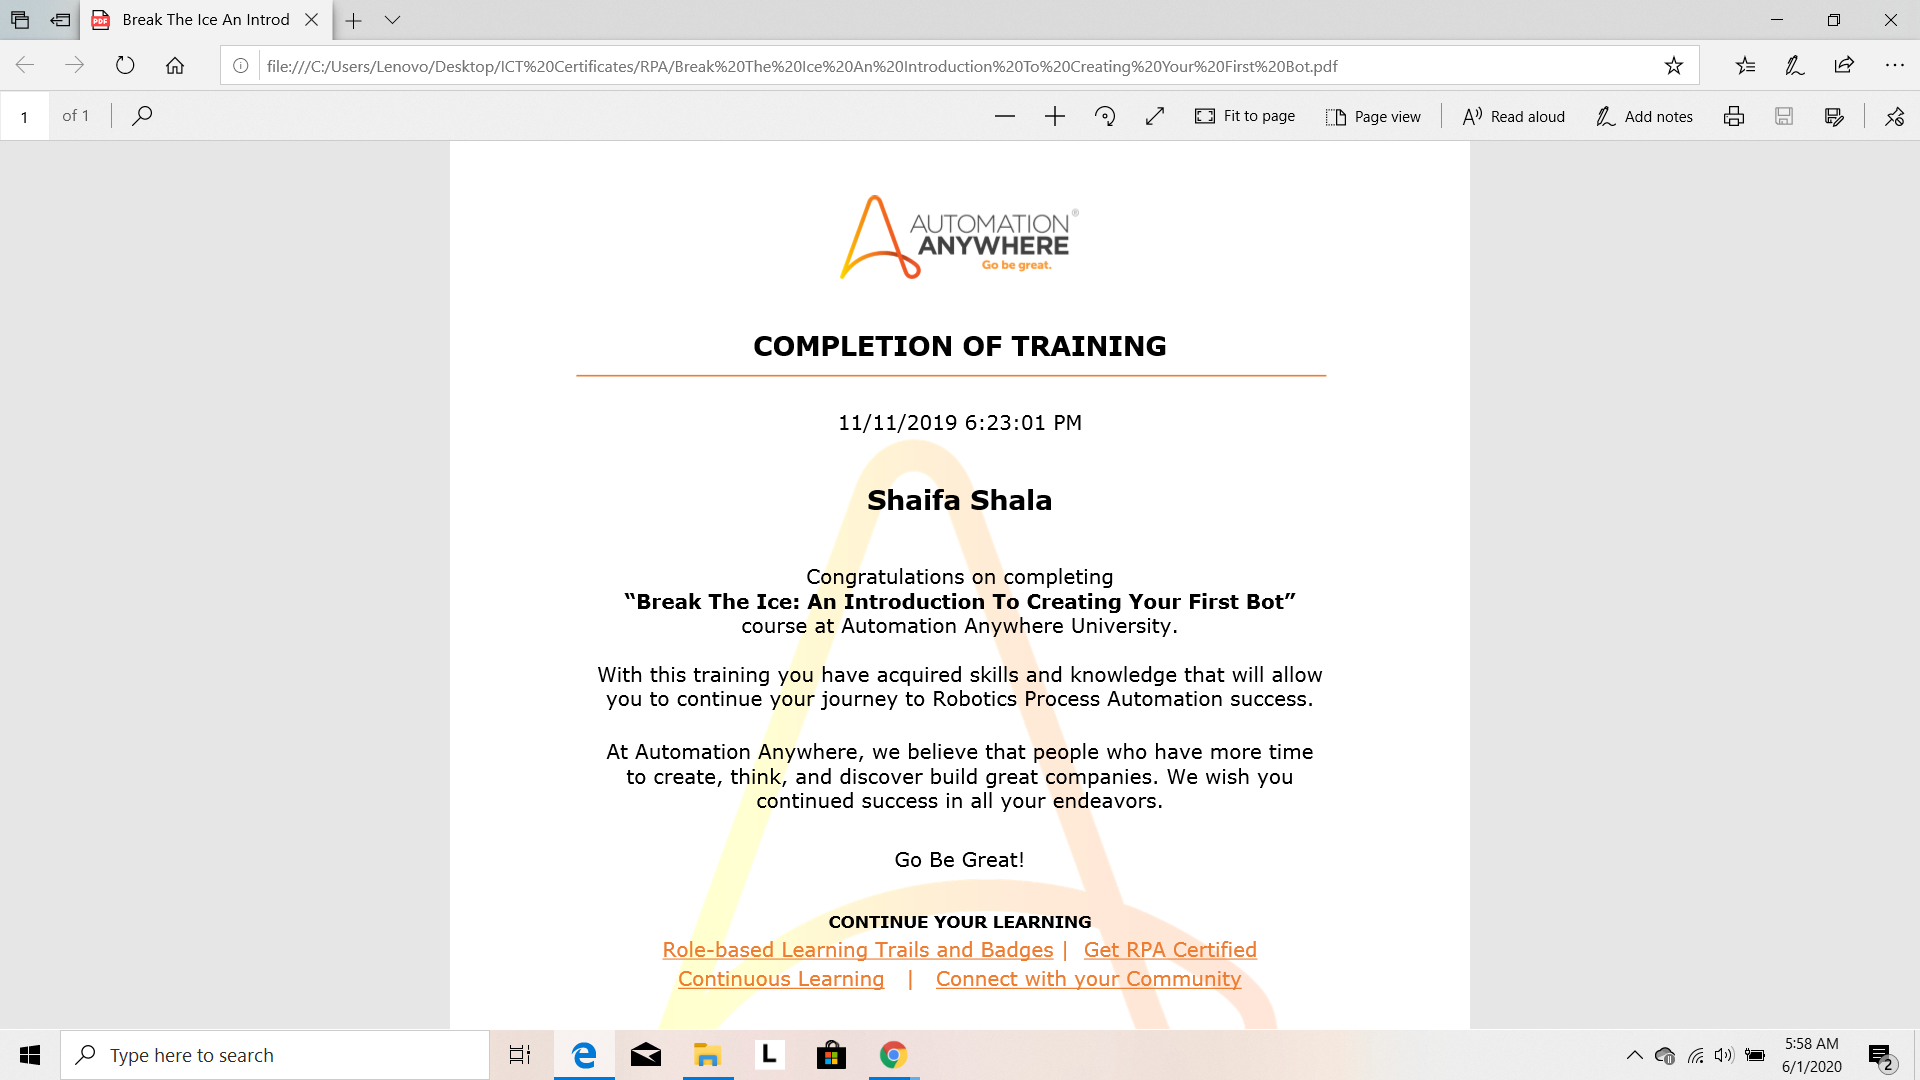 Break The Ice An Introd
file:///C:/Users/Lenovo/Desktop/ICT%20Certificates/RPA/Break%20The%20Ice%20An%20Introduction%20To%20Creating%20Your%20First%20Bot.pdf
1 of 1 Fit to page Page view Read aloud Add notes
AUTOMATION®
ANYWHERE
Go be great.
COMPLETION OF TRAINING
11/11/2019 6:23:01 PM
Shaifa Shala
Congratulations on completing
“Break The Ice: An Introduction To Creating Your First Bot”
course at Automation Anywhere University.
With this training you have acquired skills and knowledge that will allow
you to continue your journey to Robotics Process Automation success.
At Automation Anywhere, we believe that people who have more time
to create, think, and discover build great companies. We wish you
continued success in all your endeavors.
Go Be Great!
CONTINUE YOUR LEARNING
Role-based Learning Trails and Badges | Get RPA Certified
Continuous Learning | Connect with your Community
Type here to search
L
5:58 AM
6/1/2020
2